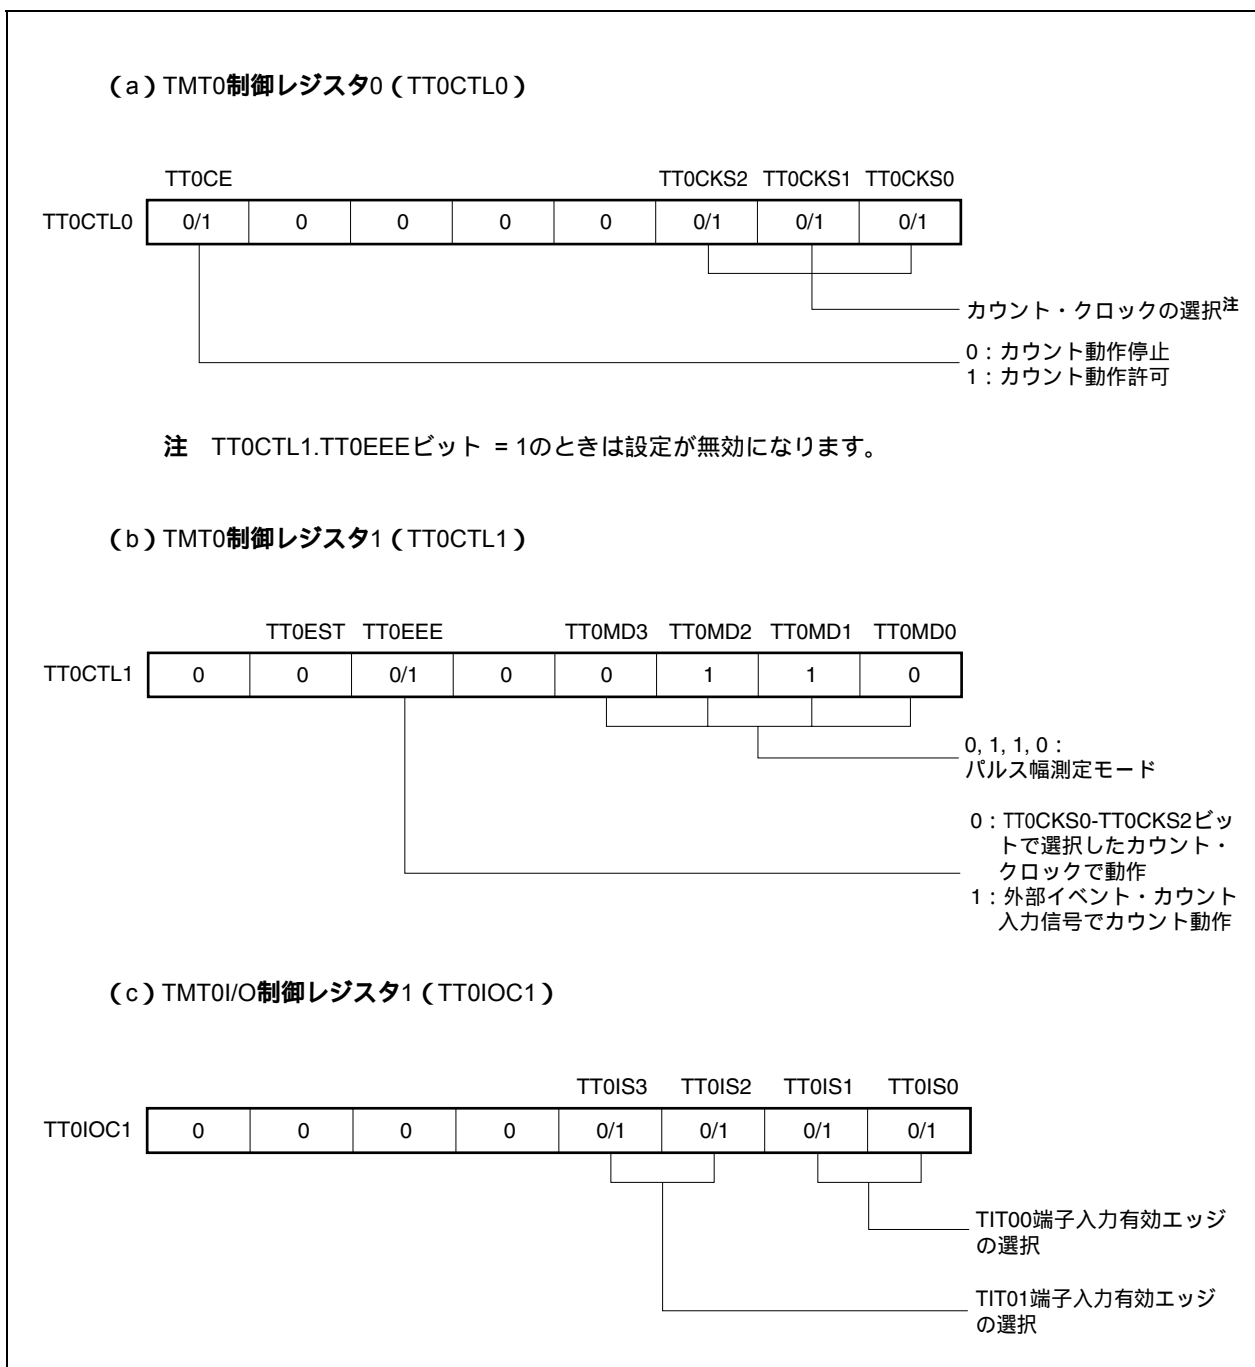 （a）TMT0制御レジスタ0（TT0CTL0）
TT0CE TT0CKS2 TT0CKS1 TT0CKS0
TT0CTL0 0/1 0 0 0 0 0/1 0/1 0/1
カウント・クロックの選択注
0：カウント動作停止
1：カウント動作許可
注 TT0CTL1.TT0EEEビット = 1のときは設定が無効になります。
（b）TMT0制御レジスタ1（TT0CTL1）
TT0EST TT0EEE TT0MD3 TT0MD2 TT0MD1 TT0MD0
TT0CTL1 0 0 0/1 0 0 1 1 0
0, 1, 1, 0：
パルス幅測定モード
0：TT0CKS0-TT0CKS2ビッ
トで選択したカウント・
クロックで動作
1：外部イベント・カウント
入力信号でカウント動作
（c）TMT0I/O制御レジスタ1（TT0IOC1）
TT0IS3 TT0IS2 TT0IS1 TT0IS0
TT0IOC1 0 0 0 0 0/1 0/1 0/1 0/1
TIT00端子入力有効エッジ
の選択
TIT01端子入力有効エッジ
の選択